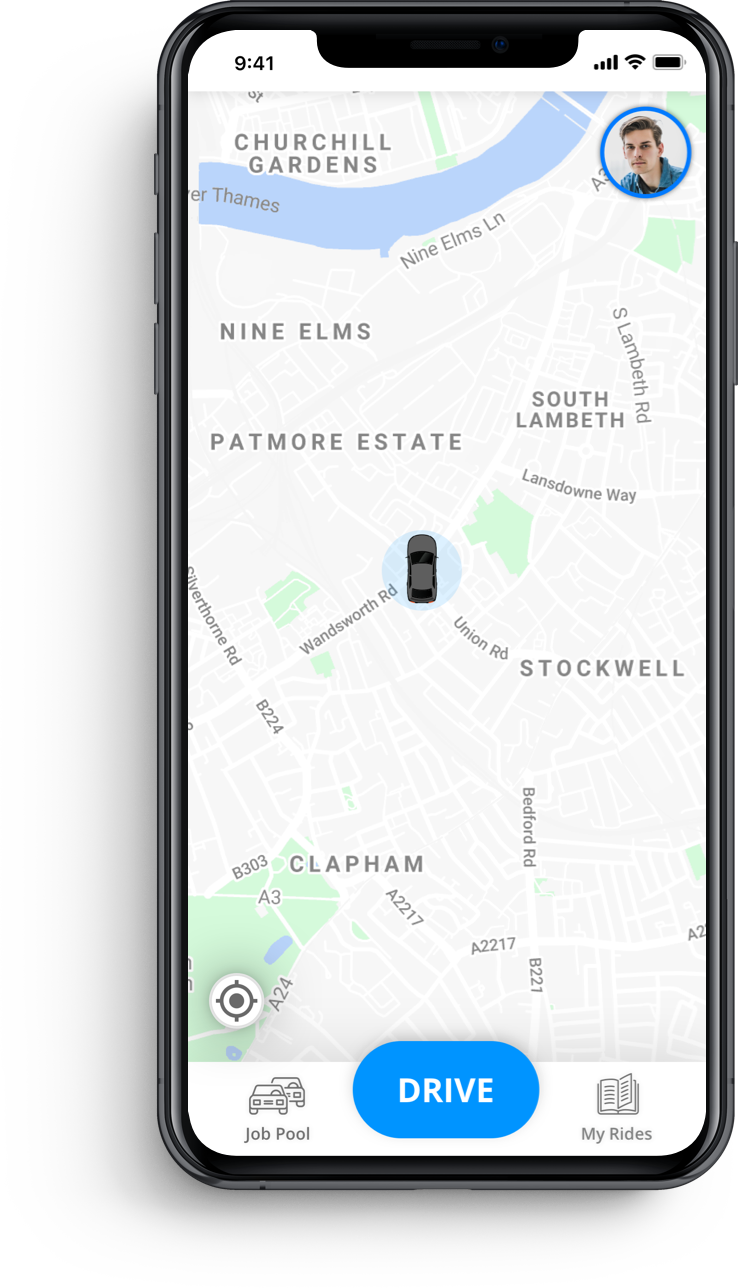 9:41
CHURCHILL
GARDENS
er Thames
Nine Elms Ln
NINE ELMS
S Lambeth Rd
SOUTH
LAMBETH
PATMORE ESTATE
Lansdowne Way
Silverthorne Rd
Wandsworth Rd
Union Rd
STOCKWELL
B224
Bedford Rd
B303
CLAPHAM
A3
A2217
A2217
B221
A24
DRIVE
Job Pool
My Rides